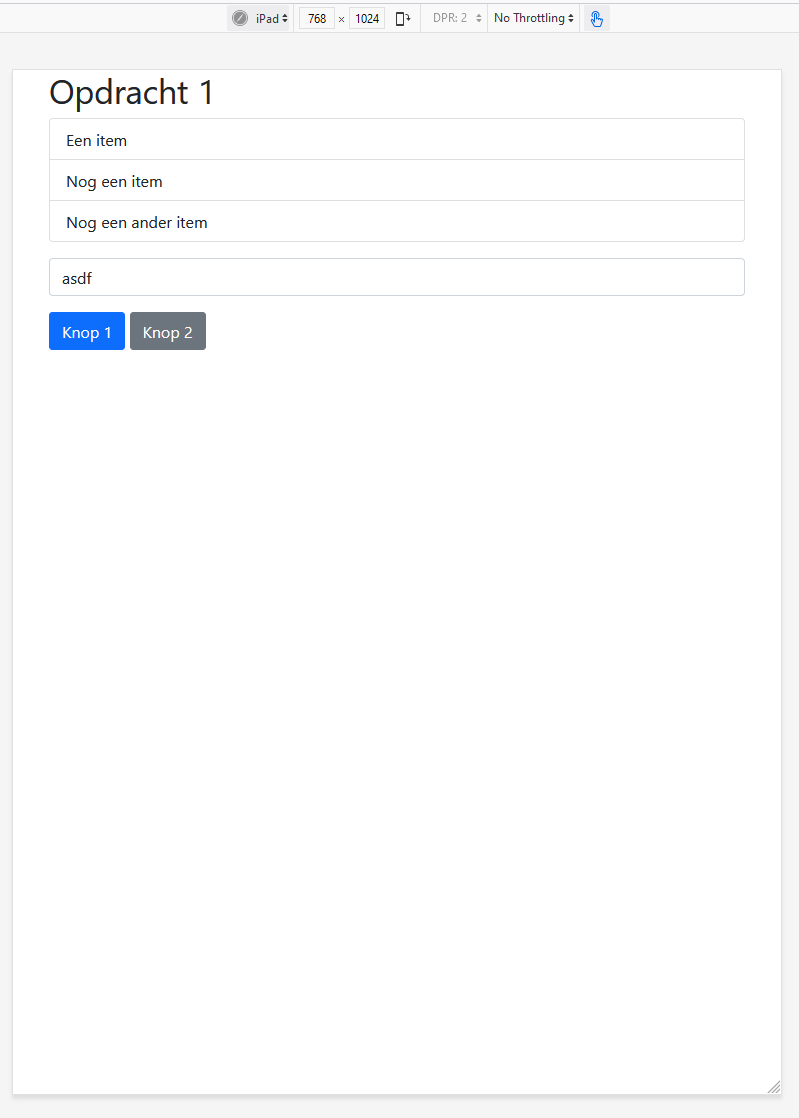 iPad 768 × 1024 DPR: 2 No Throttling
Opdracht 1
Een item
Nog een item
Nog een ander item
asdf
Knop 1 Knop 2